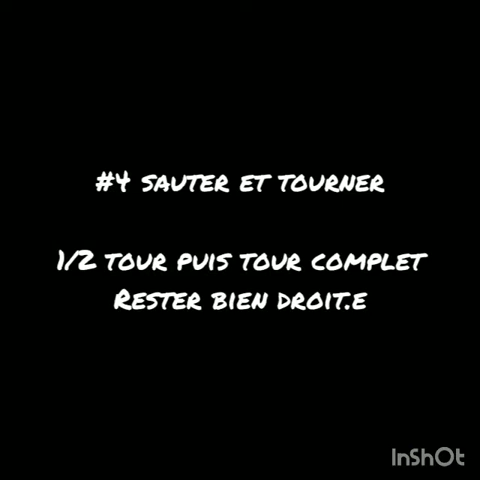 #4 SAUTER ET TOURNER
1/2 TOUR PUIS TOUR COMPLET
RESTER BIEN DROIT.E
InShOt